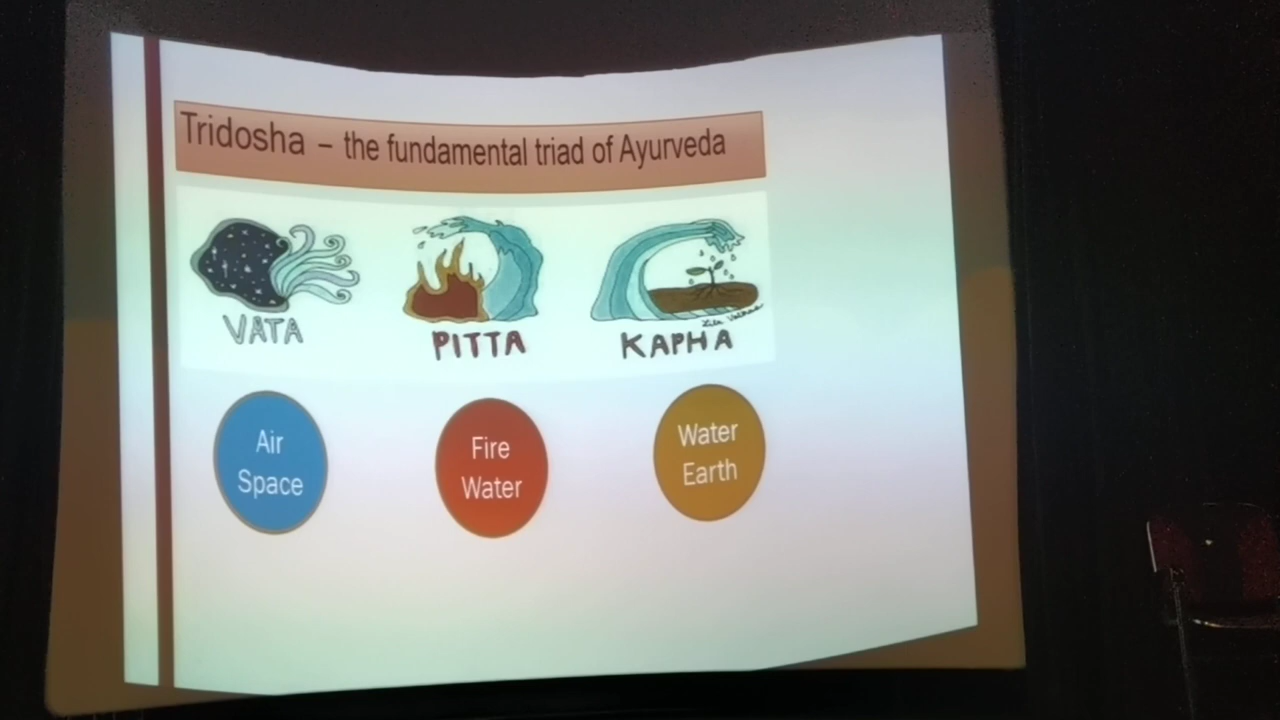 Tridosha – the fundamental triad of Ayurveda
VATA
PITTA
KAPHA
Air
Space
Fire
Water
Water
Earth